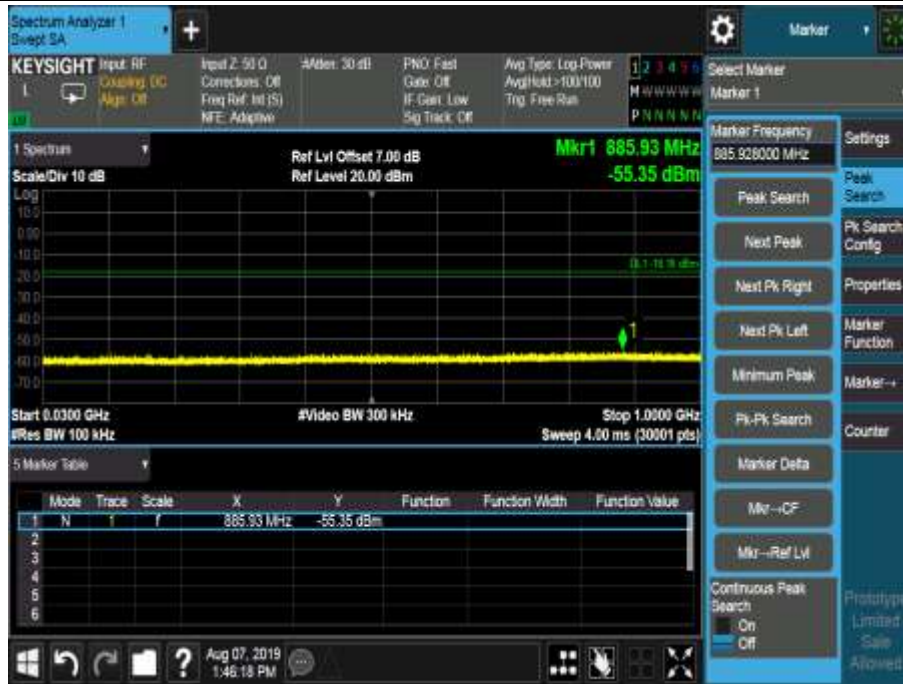 Spectrum Analyzer 1
Swept SA
+
Marker
KEYSIGHT
L
Input: RF
Coupling: DC
Align: Off
Input Z: 50 Ω
Corrections: Off
Freq Ref: Int (S)
NFE: Adaptive
#Atten: 30 dB
PNO: Fast
Gate: Off
IF Gain: Low
Sig Track: Off
Avg Type: Log-Power
Avg|Hold:>100/100
Trig: Free Run
1 2 3 4 5 6
M W W W W W
P N N N N N
Select Marker
Marker 1
1 Spectrum
Scale/Div 10 dB
Ref Lvl Offset 7.00 dB
Ref Level 20.00 dBm
Mkr1 885.93 MHz
-55.35 dBm
Log
10.0
0.00
-10.0
-20.0
-30.0
-40.0
-50.0
-60.0
-70.0
1
Start 0.0300 GHz
#Video BW 300 kHz
Stop 1.0000 GHz
#Res BW 100 kHz
Sweep 4.00 ms (30001 pts)
5 Marker Table
Mode Trace Scale X Y Function Function Width Function Value
1 N 1 f 885.93 MHz -55.35 dBm
2
3
4
5
6
Marker Frequency
885.928000 MHz
Peak Search
Next Peak
Next Pk Right
Next Pk Left
Minimum Peak
Pk-Pk Search
Marker Delta
Mkr→CF
Mkr→Ref Lvl
Continuous Peak
Search
On
Off
Settings
Peak
Search
Pk Search
Config
Properties
Marker
Function
Marker→
Counter
Prototype
Limited
Sale
Allowed
?
Aug 07, 2019
1:46:18 PM